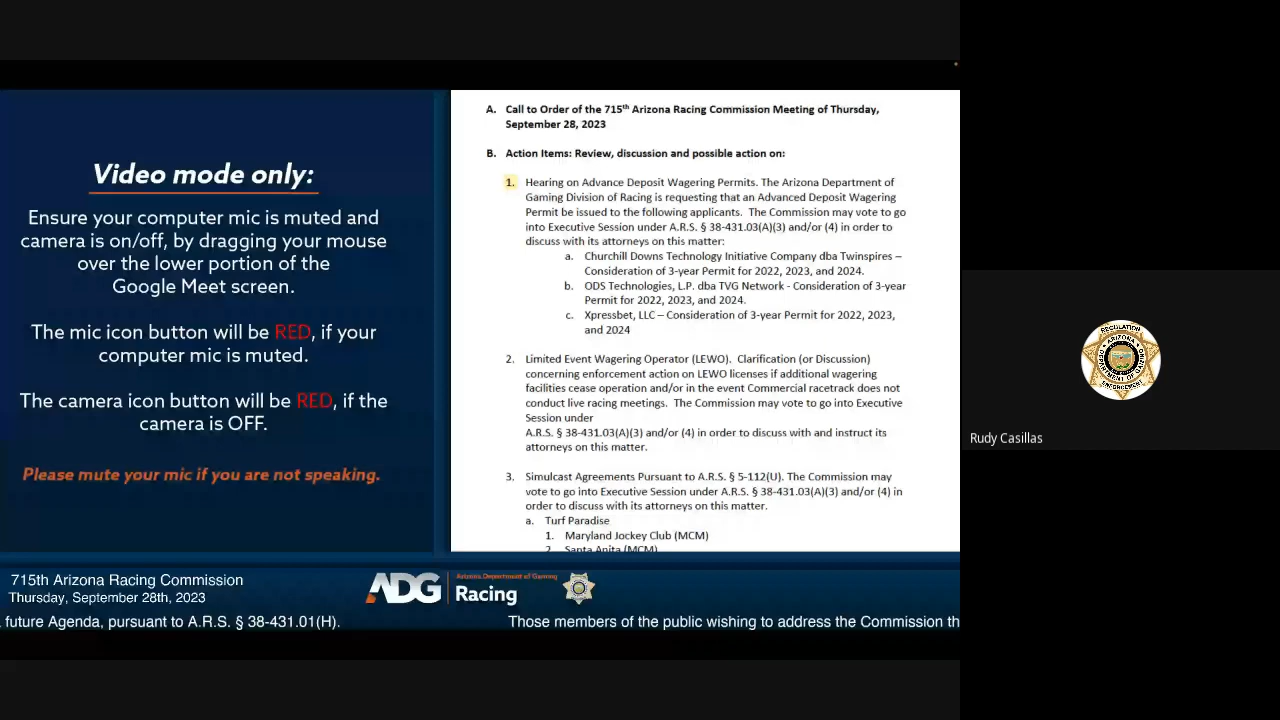 Video mode only:
Ensure your computer mic is muted and
camera is on/off, by dragging your mouse
over the lower portion of the
Google Meet screen.
The mic icon button will be RED, if your
computer mic is muted.
The camera icon button will be RED, if the
camera is OFF.
Please mute your mic if you are not speaking.
A. Call to Order of the 715th Arizona Racing Commission Meeting of Thursday,
September 28, 2023
B. Action Items: Review, discussion and possible action on:
1. Hearing on Advance Deposit Wagering Permits. The Arizona Department of
Gaming Division of Racing is requesting that an Advanced Deposit Wagering
Permit be issued to the following applicants. The Commission may vote to go
into Executive Session under A.R.S. § 38-431.03(A)(3) and/or (4) in order to
discuss with its attorneys on this matter:
a. Churchill Downs Technology Initiative Company dba Twinspires –
Consideration of 3-year Permit for 2022, 2023, and 2024.
b. ODS Technologies, L.P. dba TVG Network - Consideration of 3-year
Permit for 2022, 2023, and 2024.
c. Xpressbet, LLC – Consideration of 3-year Permit for 2022, 2023,
and 2024
2. Limited Event Wagering Operator (LEWO). Clarification (or Discussion)
concerning enforcement action on LEWO licenses if additional wagering
facilities cease operation and/or in the event Commercial racetrack does not
conduct live racing meetings. The Commission may vote to go into Executive
Session under
A.R.S. § 38-431.03(A)(3) and/or (4) in order to discuss with and instruct its
attorneys on this matter.
3. Simulcast Agreements Pursuant to A.R.S. § 5-112(U). The Commission may
vote to go into Executive Session under A.R.S. § 38-431.03(A)(3) and/or (4) in
order to discuss with its attorneys on this matter.
a. Turf Paradise
1. Maryland Jockey Club (MCM)
2. Santa Anita (MCM)
715th Arizona Racing Commission
Thursday, September 28th, 2023
ADG
Arizona Department of Gaming
Racing
future Agenda, pursuant to A.R.S. § 38-431.01(H).
Those members of the public wishing to address the Commission th
REGULATION
ARIZONA
DEPARTMENT OF GAMING
ENFORCEMENT
Rudy Casillas